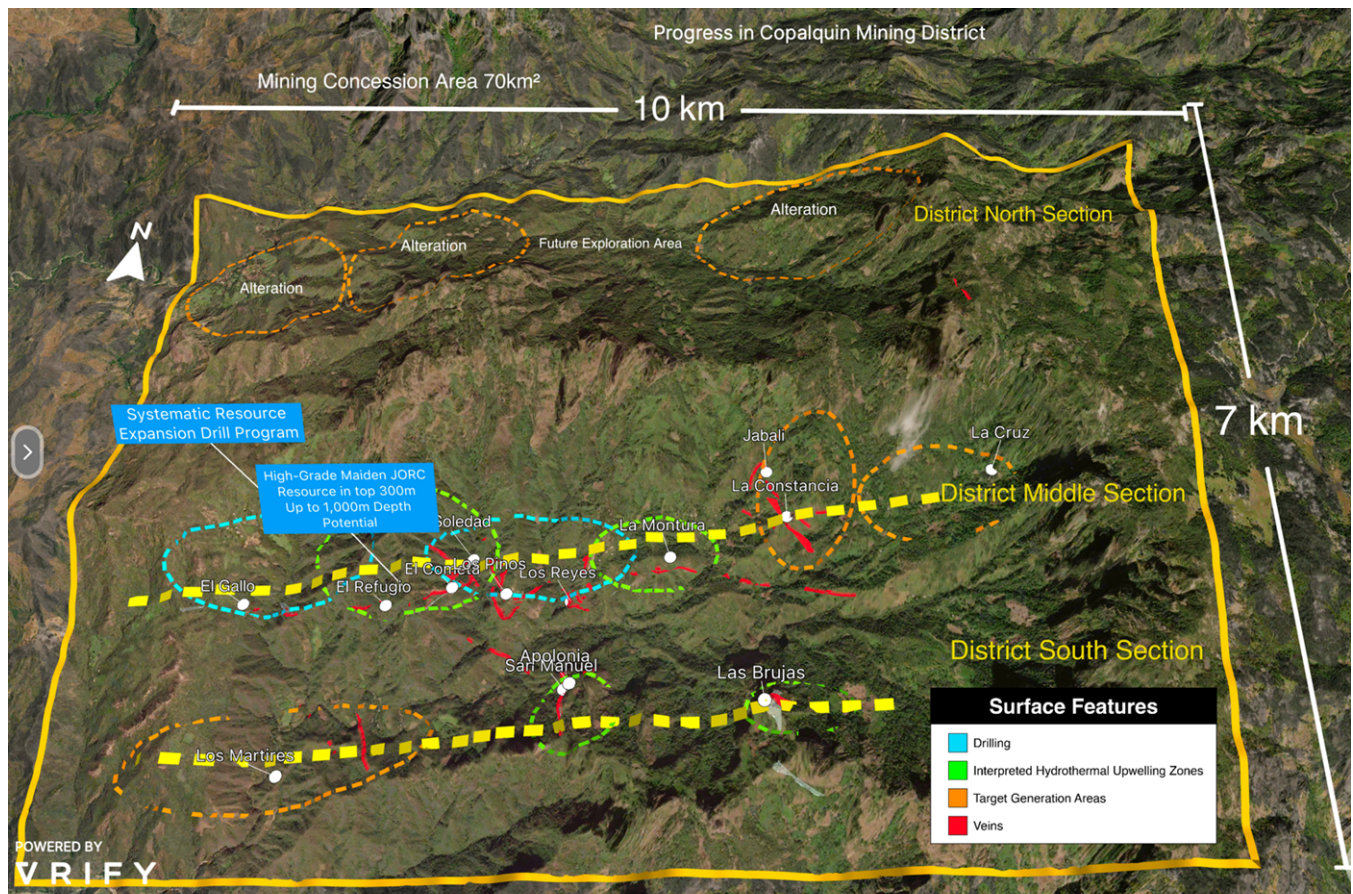 Progress in Copalquin Mining District
Mining Concession Area 70km²
10 km
Alteration
District North Section
N
Alteration
Future Exploration Area
Alteration
7 km
Systematic Resource
Expansion Drill Program
High-Grade Maiden JORC
Resource in top 300m
Up to 1,000m Depth
Potential
Jabali
La Cruz
La Constancia
District Middle Section
Soledad
La Montura
El Cometa
Los Pinos
Los Reyes
El Gallo
El Refugio
District South Section
Apolonia
San Manuel
Las Brujas
Los Martires
Surface Features
Drilling
Interpreted Hydrothermal Upwelling Zones
Target Generation Areas
Veins
POWERED BY
VRIFY